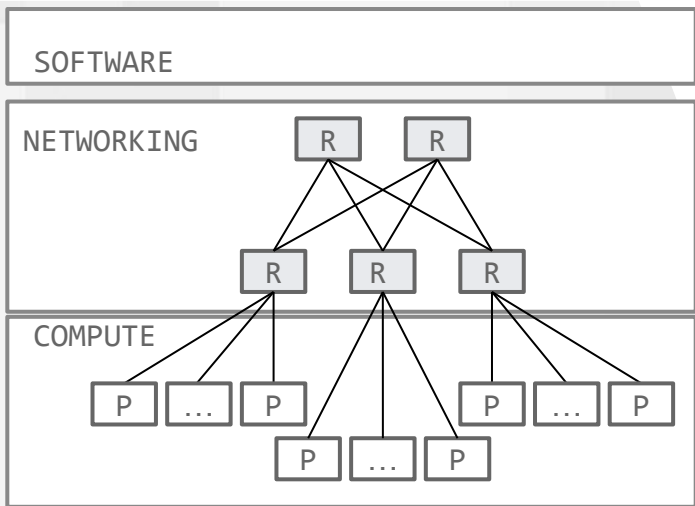 SOFTWARE
NETWORKING
R R
R R R
COMPUTE
P ... P P ... P
P ... P